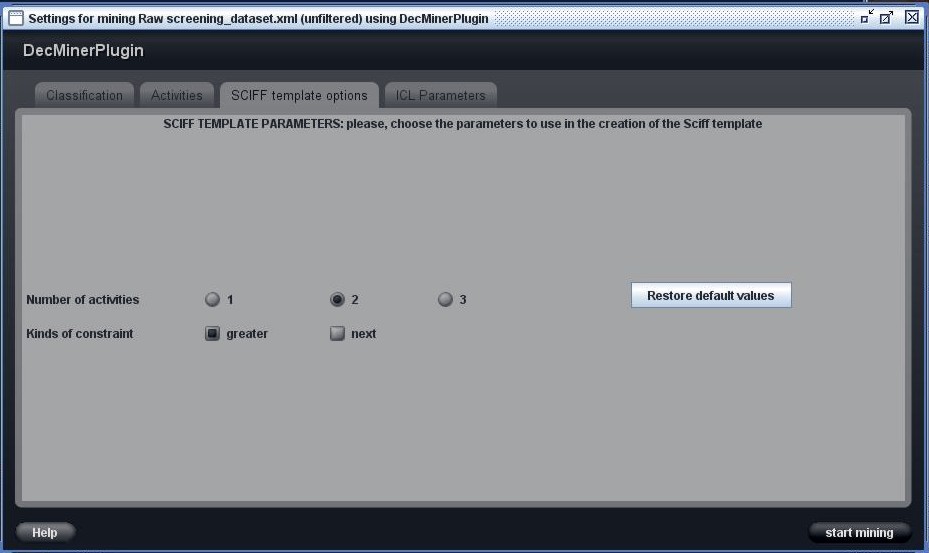 Settings for mining Raw screening_dataset.xml (unfiltered) using DecMinerPlugin
DecMinerPlugin
Classification Activities SCIFF template options ICL Parameters
SCIFF TEMPLATE PARAMETERS: please, choose the parameters to use in the creation of the Sciff template
Number of activities 1 2 3 Restore default values
Kinds of constraint greater next
Help start mining